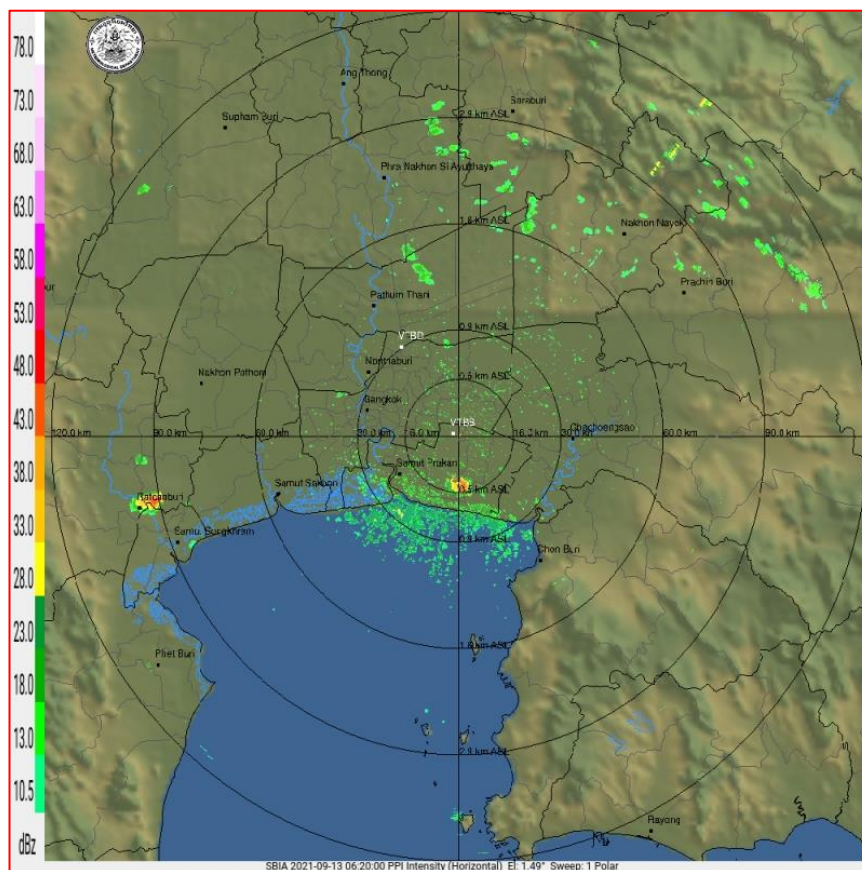 78.0
73.0
68.0
63.0
58.0
53.0
48.0
43.0
38.0
33.0
28.0
23.0
18.0
13.0
10.5
dBz
Ang Thong
Supham Buri
Saraburi
2.9 km ASL
Phra Nakhon Si Ayutthaya
1.6 km ASL
Nakhon Nayok
Prachin Buri
Pathum Thani
0.9 km ASL
VTBD
Nonthaburi
0.5 km ASL
Nakhon Pathom
Bangkok
VTBS
120.0 km
90.0 km
60.0 km
30.0 km
16.0 km
Chachoengsao
60.0 km
90.0 km
Samut Prakan
0.5 km ASL
Samut Sakhon
Ratchaburi
Samut Songkhram
0.9 km ASL
Chon Buri
1.6 km ASL
Phet Buri
2.9 km ASL
Rayong
SBIA 2021-09-13 06:20:00 PPI Intensity (Horizontal) El: 1.49° Sweep: 1 Polar